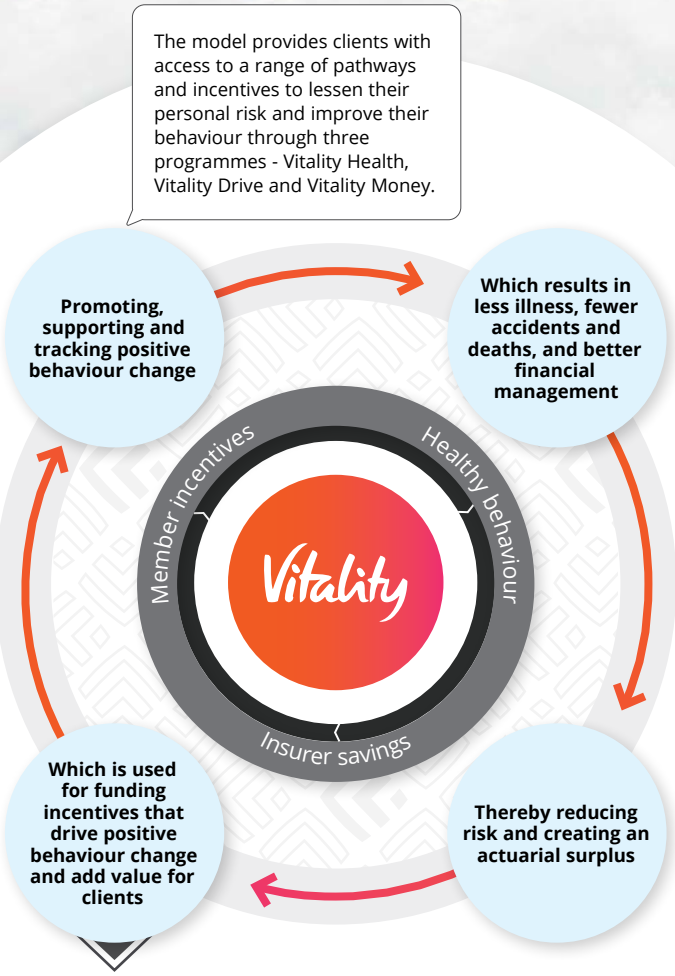 The model provides clients with
access to a range of pathways
and incentives to lessen their
personal risk and improve their
behaviour through three
programmes - Vitality Health,
Vitality Drive and Vitality Money.
Promoting,
supporting and
tracking positive
behaviour change
Which results in
less illness, fewer
accidents and
deaths, and better
financial
management
Member incentives
Healthy behaviour
Vitality
Insurer savings
Which is used
for funding
incentives that
drive positive
behaviour change
and add value for
clients
Thereby reducing
risk and creating an
actuarial surplus